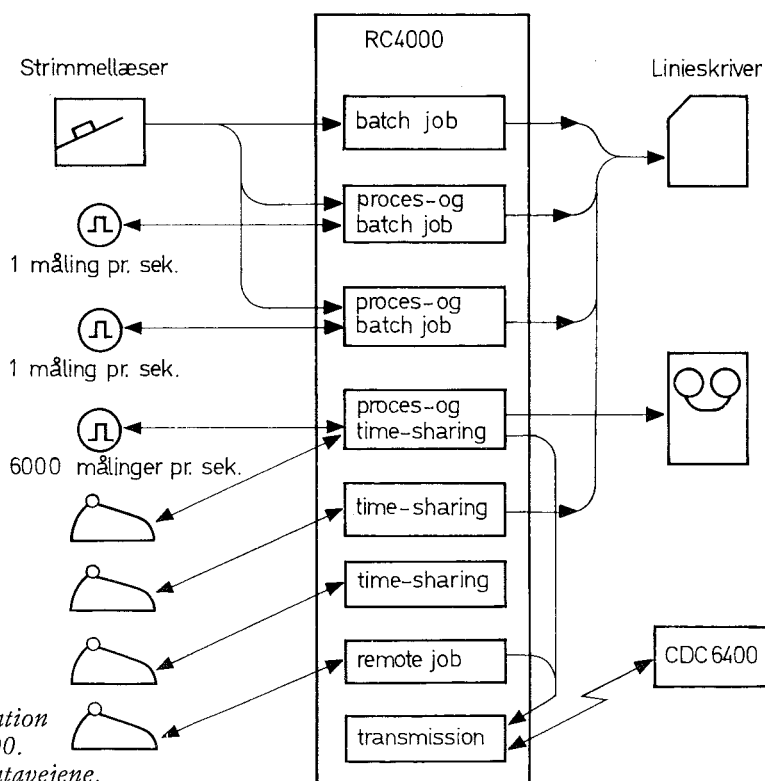 RC4000
Strimmellæser
Linieskriver
batch job
proces-og
batch job
1 måling pr. sek.
proces-og
batch job
1 måling pr. sek.
proces-og
time-sharing
6000 målinger pr. sek.
time-sharing
time-sharing
remote job
CDC 6400
transmission